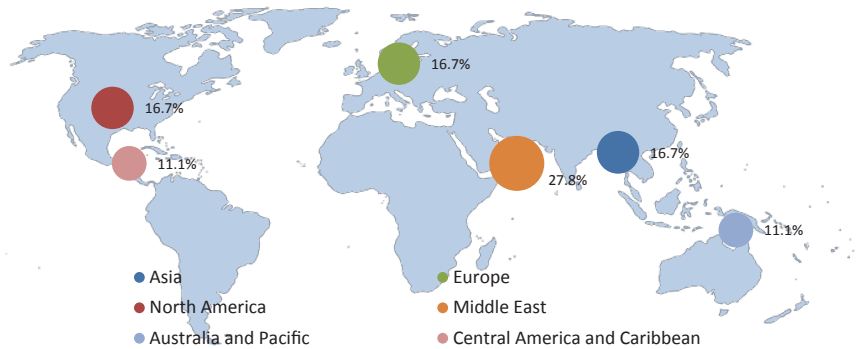 16.7%
16.7%
11.1%
16.7%
27.8%
11.1%
Asia
Europe
North America
Middle East
Australia and Pacific
Central America and Caribbean